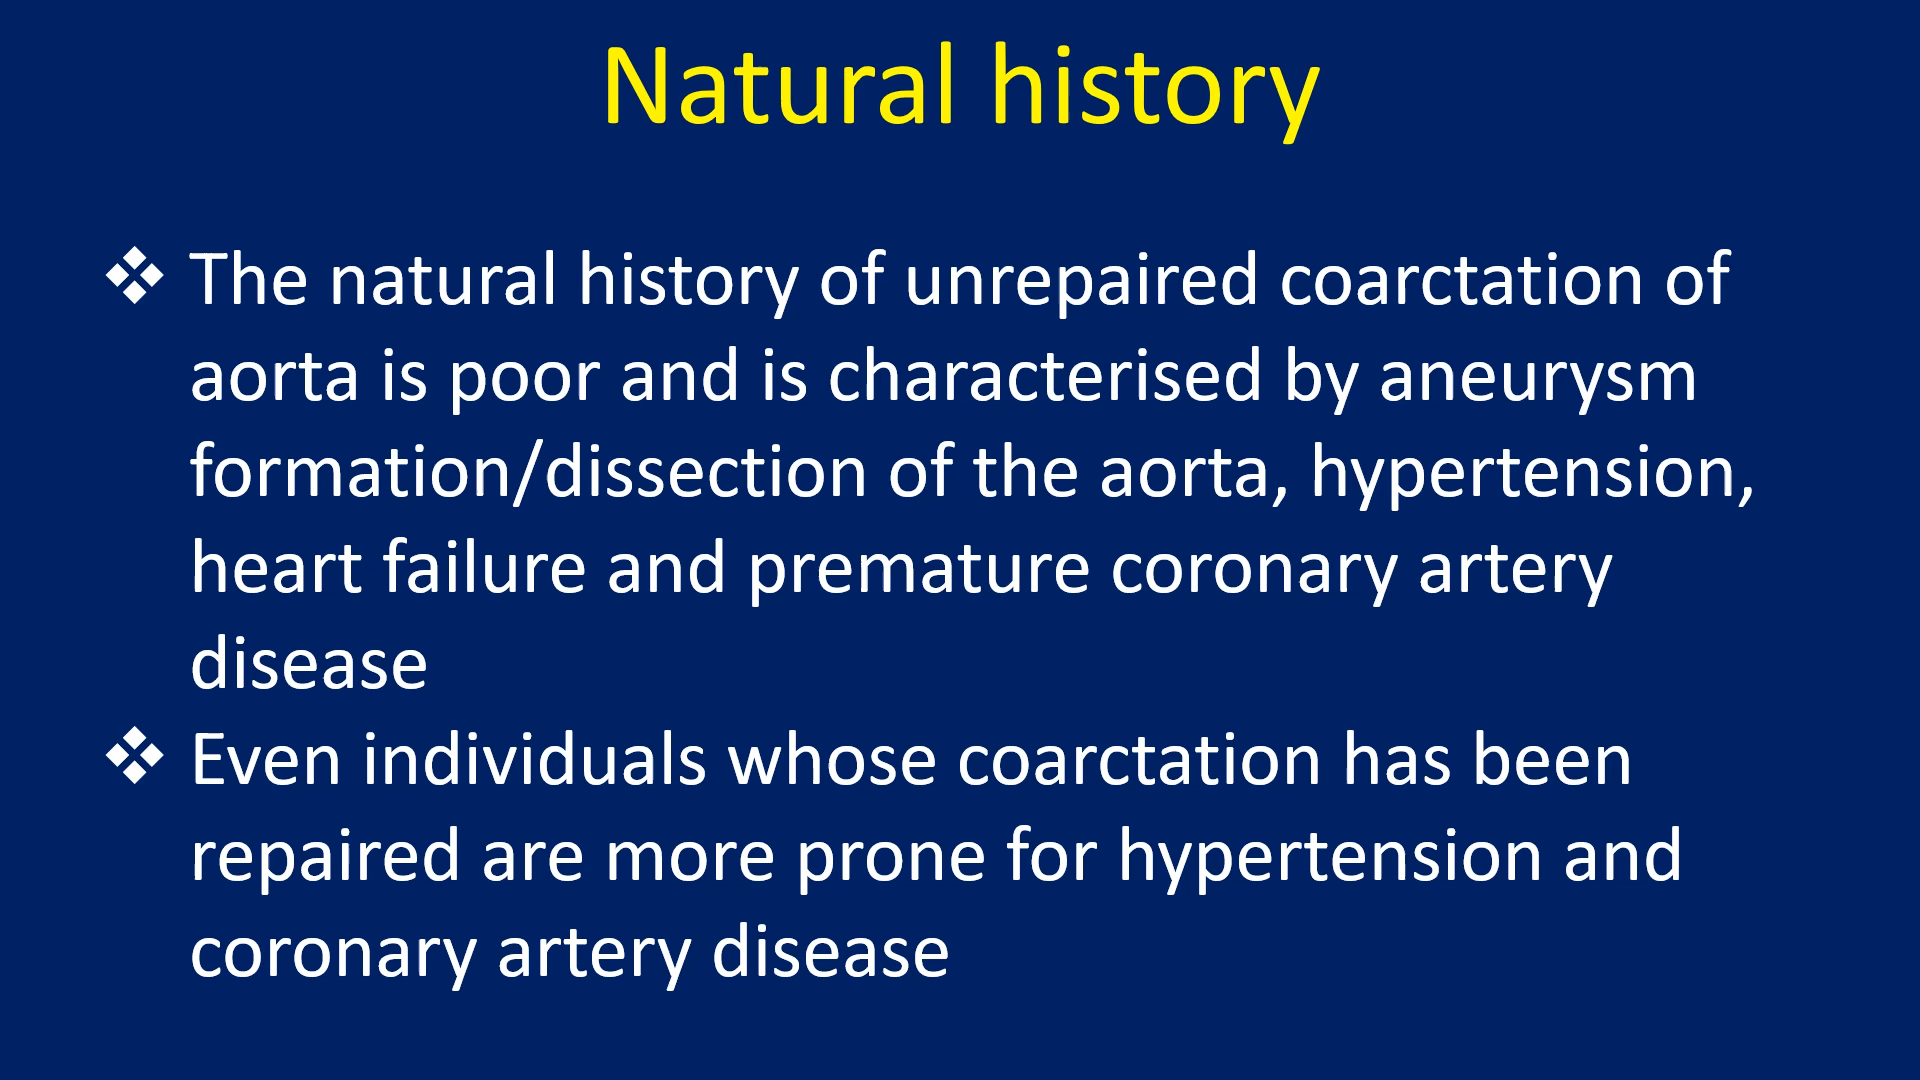 Natural history
❖ The natural history of unrepaired coarctation of
aorta is poor and is characterised by aneurysm
formation/dissection of the aorta, hypertension,
heart failure and premature coronary artery
disease
❖ Even individuals whose coarctation has been
repaired are more prone for hypertension and
coronary artery disease